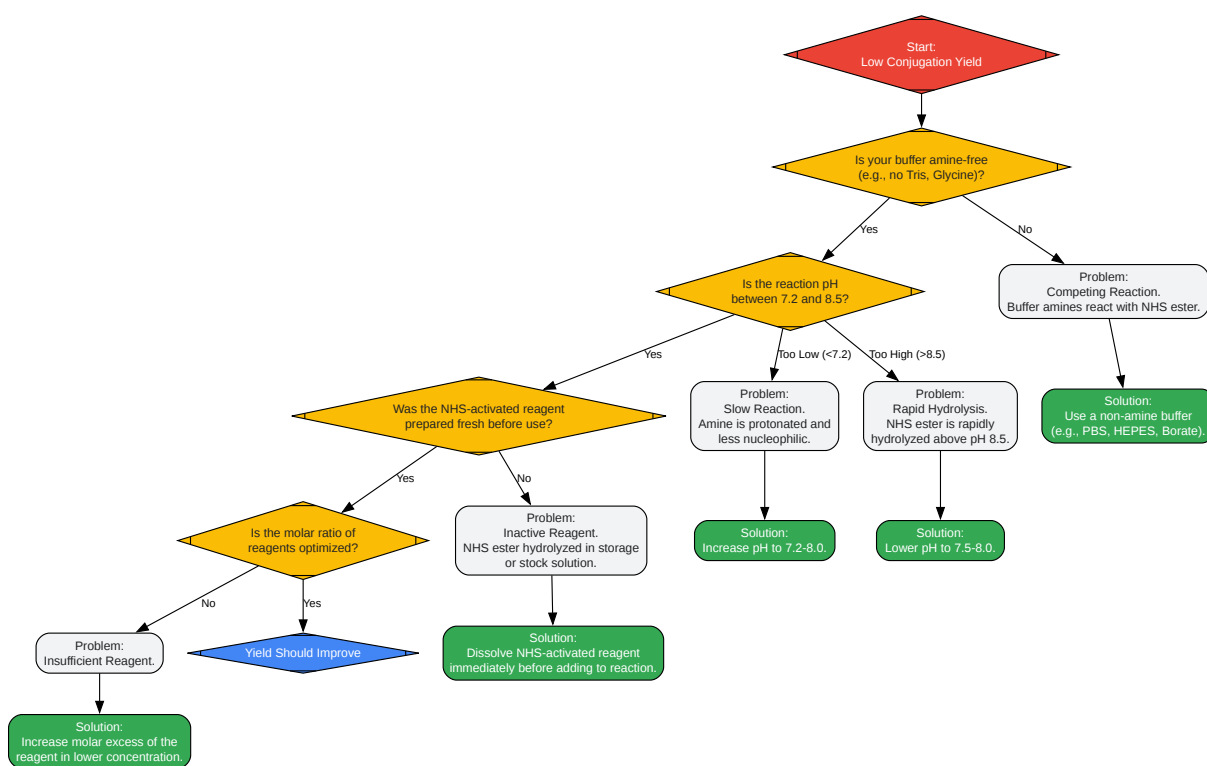 Start:
Low Conjugation Yield
Is your buffer amine-free
(e.g., no Tris, Glycine)?
Yes
No
Is the reaction pH
between 7.2 and 8.5?
Problem:
Competing Reaction.
Buffer amines react with NHS ester.
Yes
Too Low (<7.2)
Too High (>8.5)
Was the NHS-activated reagent
prepared fresh before use?
Problem:
Slow Reaction.
Amine is protonated and
less nucleophilic.
Problem:
Rapid Hydrolysis.
NHS ester is rapidly
hydrolyzed above pH 8.5.
Solution:
Use a non-amine buffer
(e.g., PBS, HEPES, Borate).
Yes
No
Is the molar ratio of
reagents optimized?
Problem:
Inactive Reagent.
NHS ester hydrolyzed in storage
or stock solution.
Solution:
Increase pH to 7.2-8.0.
Solution:
Lower pH to 7.5-8.0.
No
Yes
Problem:
Insufficient Reagent.
Yield Should Improve
Solution:
Dissolve NHS-activated reagent
immediately before adding to reaction.
Solution:
Increase molar excess of the
reagent in lower concentration.